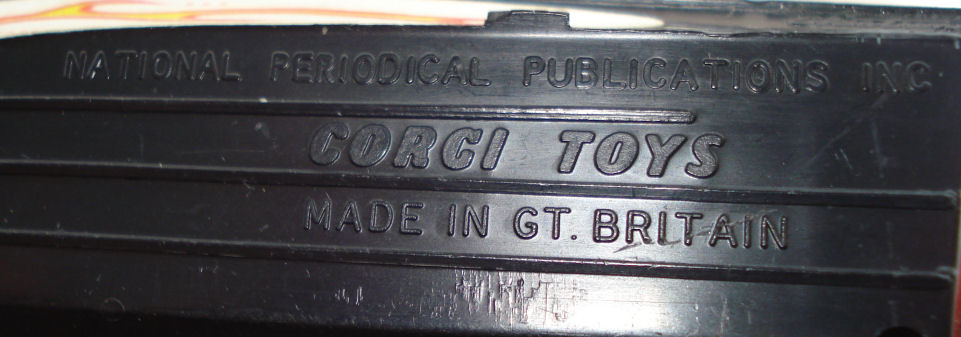 NATIONAL PERIODICAL PUBLICATIONS INC
CORGI TOYS
MADE IN GT. BRITAIN